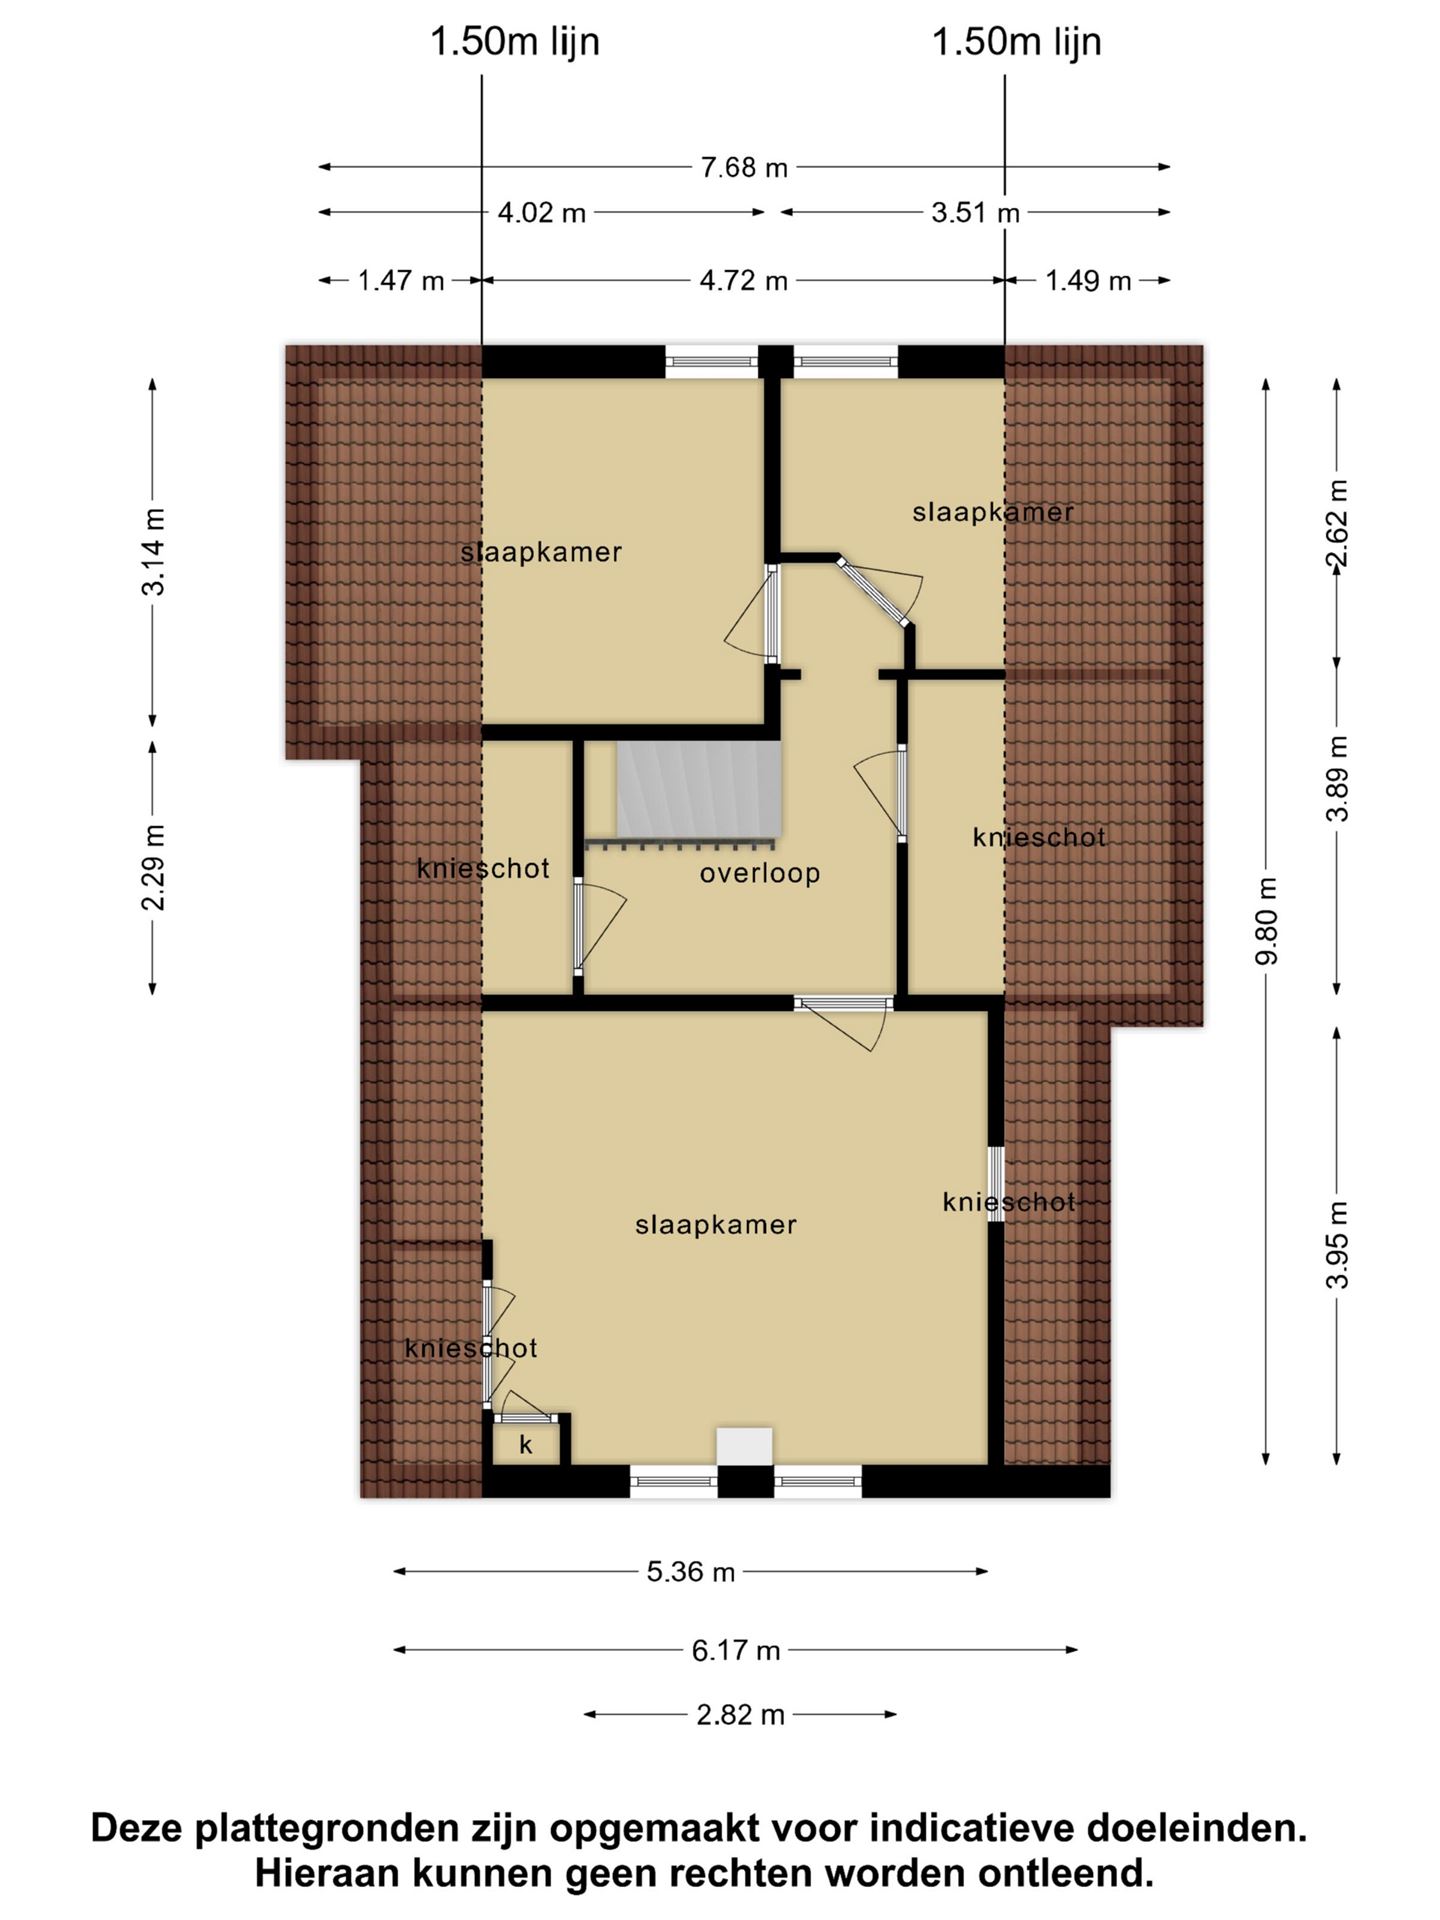 1.50m lijn 1.50m lijn
7.68 m
4.02 m 3.51 m
1.47 m 4.72 m 1.49 m
slaapkamer
2.62 m
slaapkamer
3.14 m
3.89 m
knieschot
2.29 m
knieschot
overloop
9.80 m
knieschot
slaapkamer
3.95 m
knieschot
k
5.36 m
6.17 m
2.82 m
Deze plattegronden zijn opgemaakt voor indicatieve doeleinden.
Hieraan kunnen geen rechten worden ontleend.